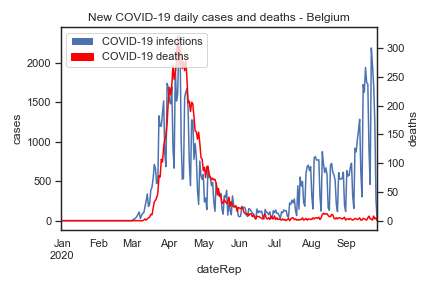 New COVID-19 daily cases and deaths - Belgium
COVID-19 infections
COVID-19 deaths
cases
2000
1500
1000
500
0
deaths
300
250
200
150
100
50
0
Jan Feb Mar Apr May Jun Jul Aug Sep
2020
dateRep